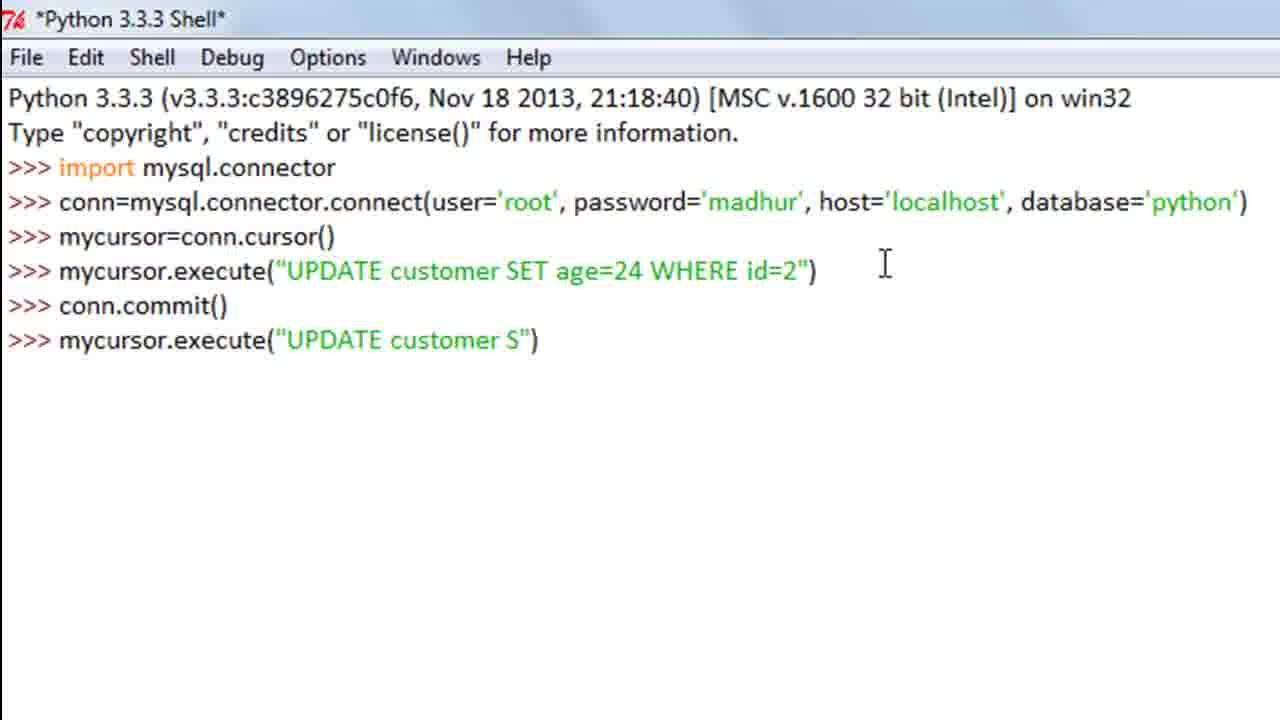 *Python 3.3.3 Shell*
File Edit Shell Debug Options Windows Help
Python 3.3.3 (v3.3.3:c3896275c0f6, Nov 18 2013, 21:18:40) [MSC v.1600 32 bit (Intel)] on win32
Type "copyright", "credits" or "license()" for more information.
>>> import mysql.connector
>>> conn=mysql.connector.connect(user='root', password='madhur', host='localhost', database='python')
>>> mycursor=conn.cursor()
>>> mycursor.execute("UPDATE customer SET age=24 WHERE id=2")
>>> conn.commit()
>>> mycursor.execute("UPDATE customer S")